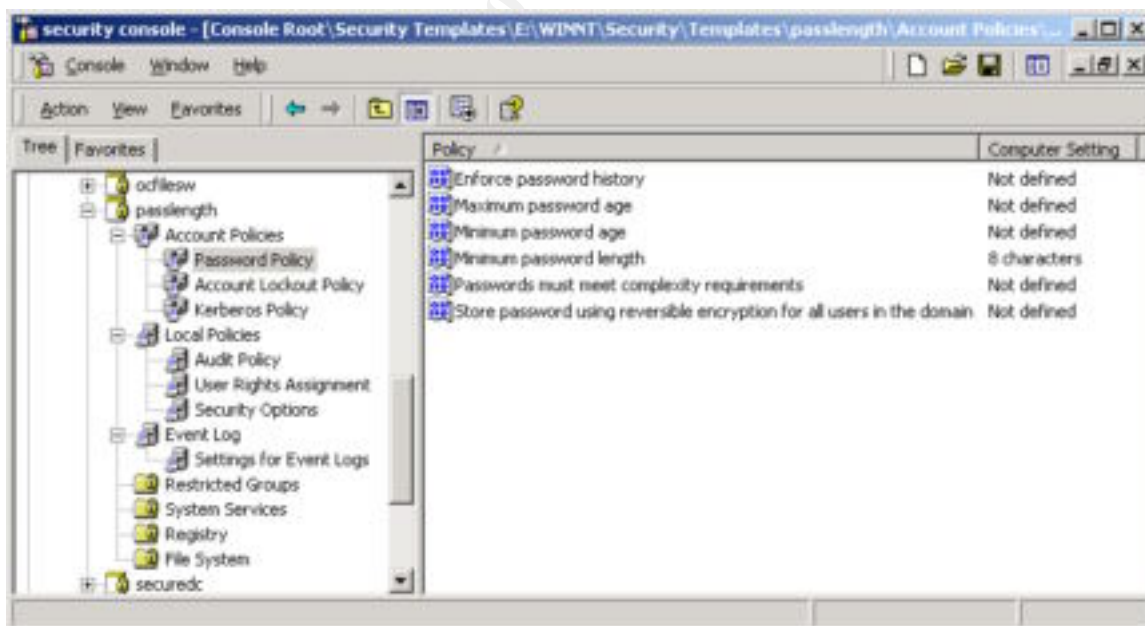 security console - [Console Root\Security Templates\E:\WINNT\Security\Templates\passlength\Account Policies\...
Console Window Help
Action View Favorites
Tree Favorites
Policy Computer Setting
ocfilesw
passlength
Account Policies
Password Policy
Account Lockout Policy
Kerberos Policy
Local Policies
Audit Policy
User Rights Assignment
Security Options
Event Log
Settings for Event Logs
Restricted Groups
System Services
Registry
File System
securedc
Enforce password history Not defined
Maximum password age Not defined
Minimum password age Not defined
Minimum password length 8 characters
Passwords must meet complexity requirements Not defined
Store password using reversible encryption for all users in the domain Not defined